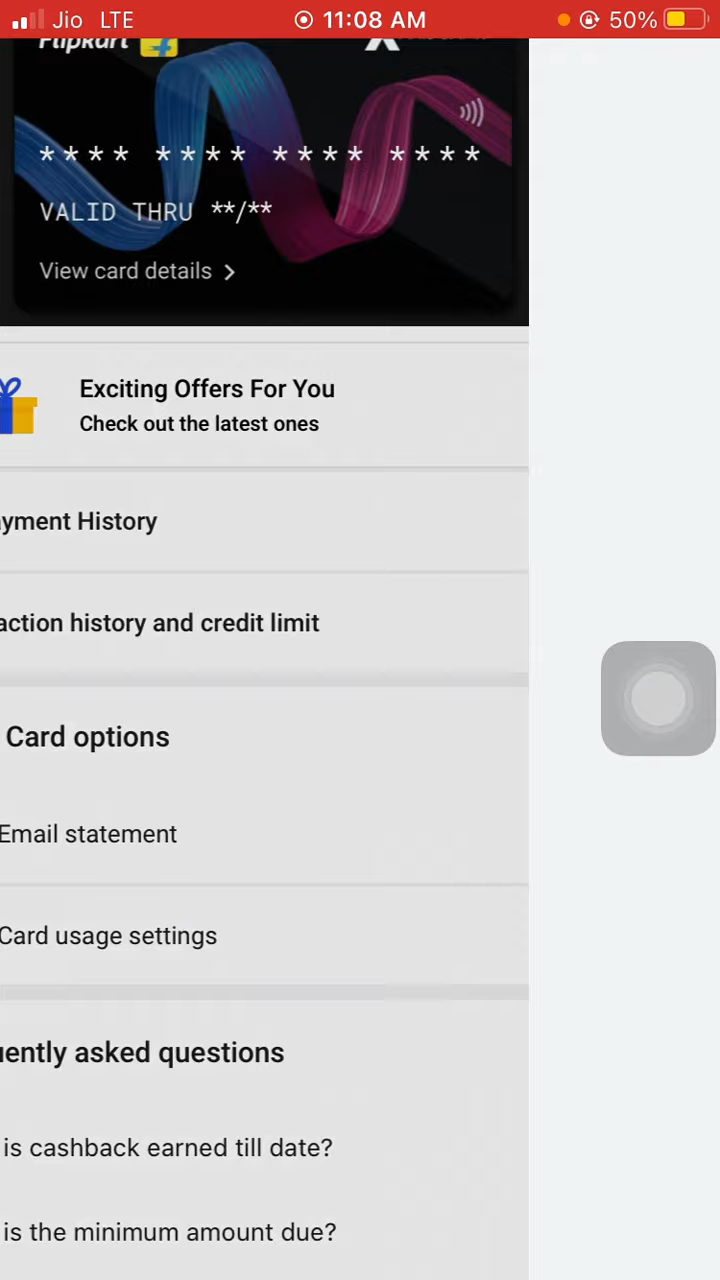 Jio LTE 11:08 AM 50%
Flipkart
**** **** **** ****
VALID THRU **/**
View card details >
Exciting Offers For You
Check out the latest ones
yment History
action history and credit limit
Card options
Email statement
Card usage settings
uently asked questions
is cashback earned till date?
is the minimum amount due?